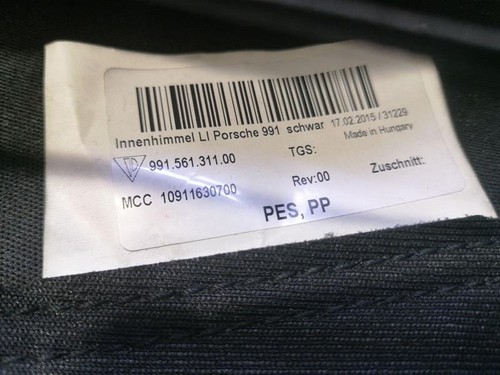 Innenhimmel LI Porsche 991 schwar 17.02.2015 / 31229
Made in Hungary
991.561.311.00 TGS:
MCC 10911630700 Rev:00 Zuschnitt:
PES, PP